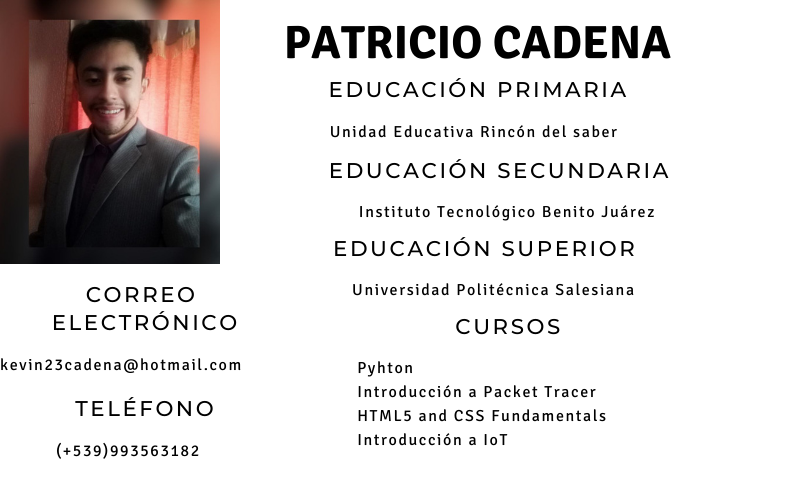 PATRICIO CADENA
EDUCACIÓN PRIMARIA
Unidad Educativa Rincón del saber
EDUCACIÓN SECUNDARIA
Instituto Tecnológico Benito Juárez
EDUCACIÓN SUPERIOR
Universidad Politécnica Salesiana
CURSOS
Pyhton
Introducción a Packet Tracer
HTML5 and CSS Fundamentals
Introducción a IoT
CORREO
ELECTRÓNICO
kevin23cadena@hotmail.com
TELÉFONO
(+539)993563182